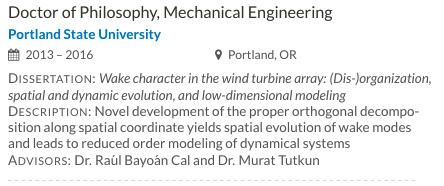 Doctor of Philosophy, Mechanical Engineering
Portland State University
2013 – 2016 Portland, OR
DISSERTATION: Wake character in the wind turbine array: (Dis-)organization,
spatial and dynamic evolution, and low-dimensional modeling
DESCRIPTION: Novel development of the proper orthogonal decompo-
sition along spatial coordinate yields spatial evolution of wake modes
and leads to reduced order modeling of dynamical systems
ADVISORS: Dr. Raùl Bayoán Cal and Dr. Murat Tutkun